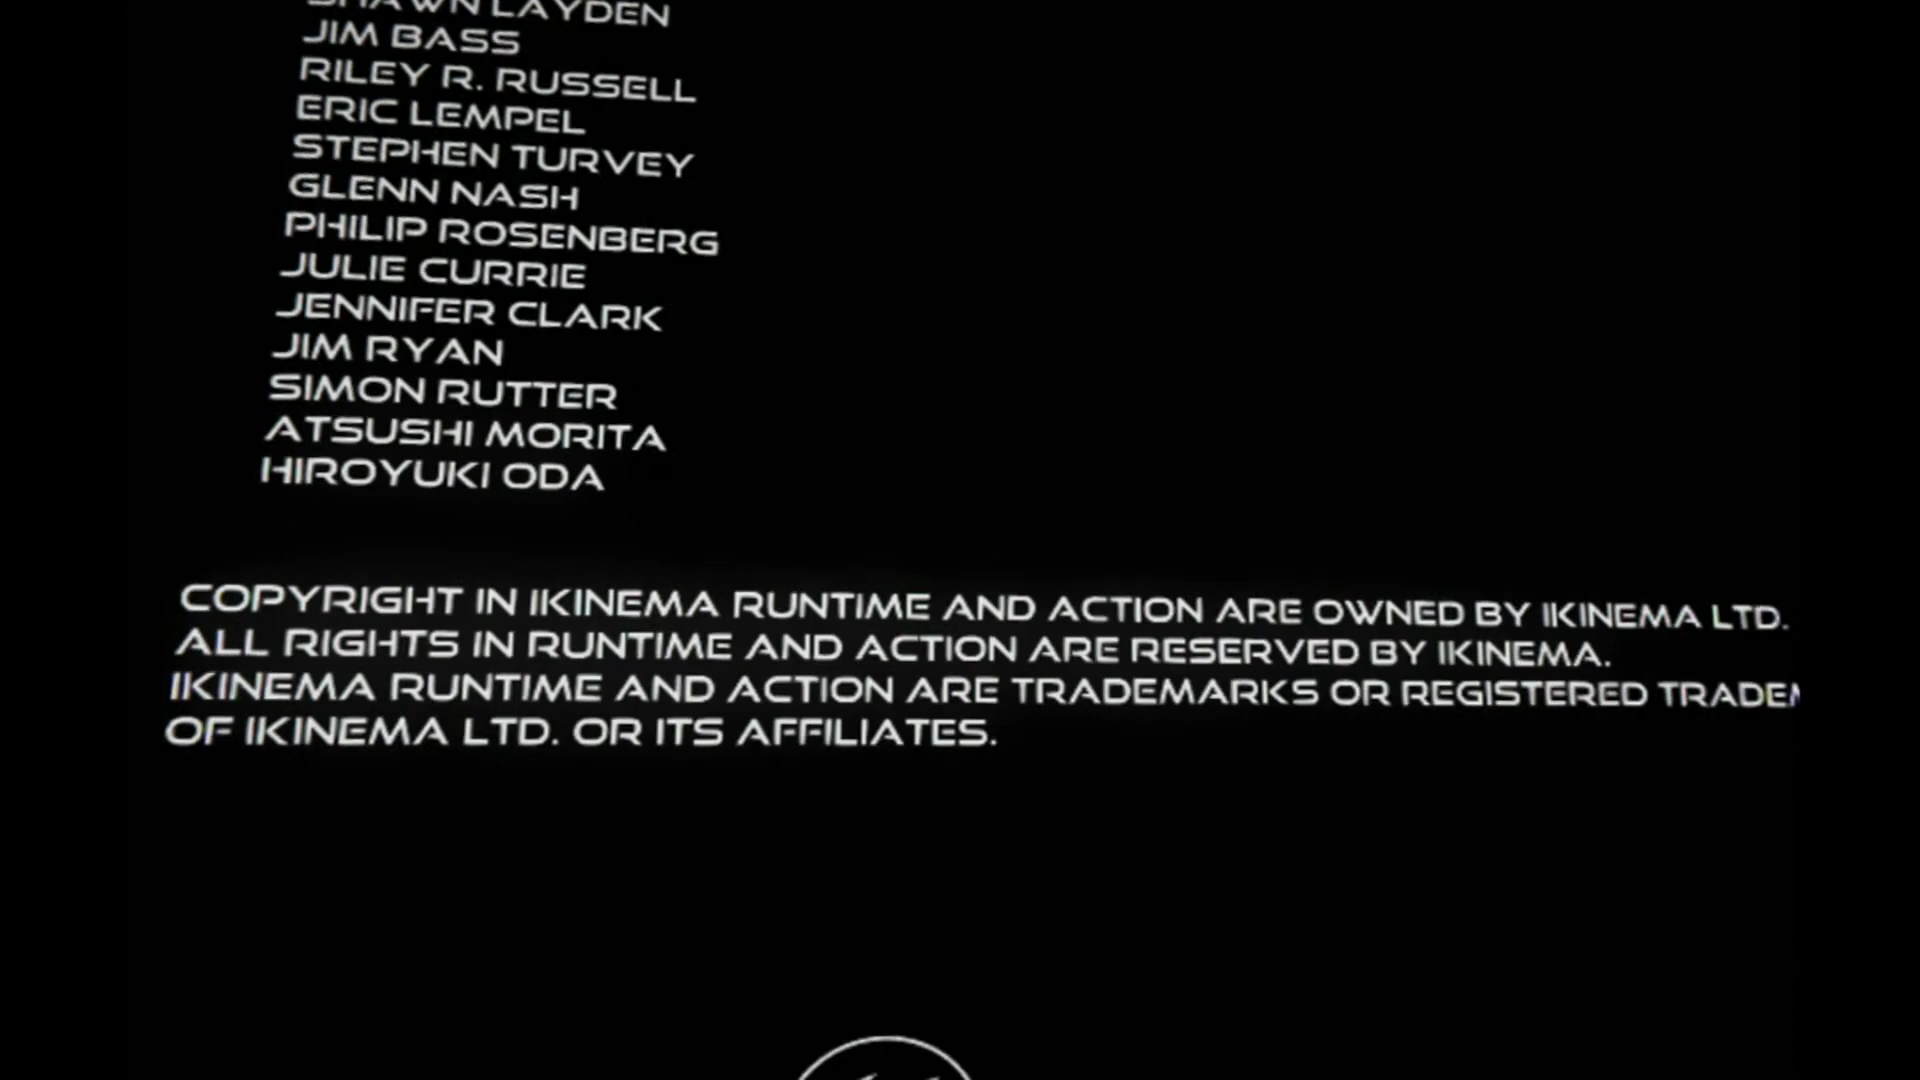 SHAWN LAYDEN
JIM BASS
RILEY R. RUSSELL
ERIC LEMPEL
STEPHEN TURVEY
GLENN NASH
PHILIP ROSENBERG
JULIE CURRIE
JENNIFER CLARK
JIM RYAN
SIMON RUTTER
ATSUSHI MORITA
HIROYUKI ODA
COPYRIGHT IN IKINEMA RUNTIME AND ACTION ARE OWNED BY IKINEMA LTD.
ALL RIGHTS IN RUNTIME AND ACTION ARE RESERVED BY IKINEMA.
IKINEMA RUNTIME AND ACTION ARE TRADEMARKS OR REGISTERED
OF IKINEMA LTD. OR ITS AFFILIATES.